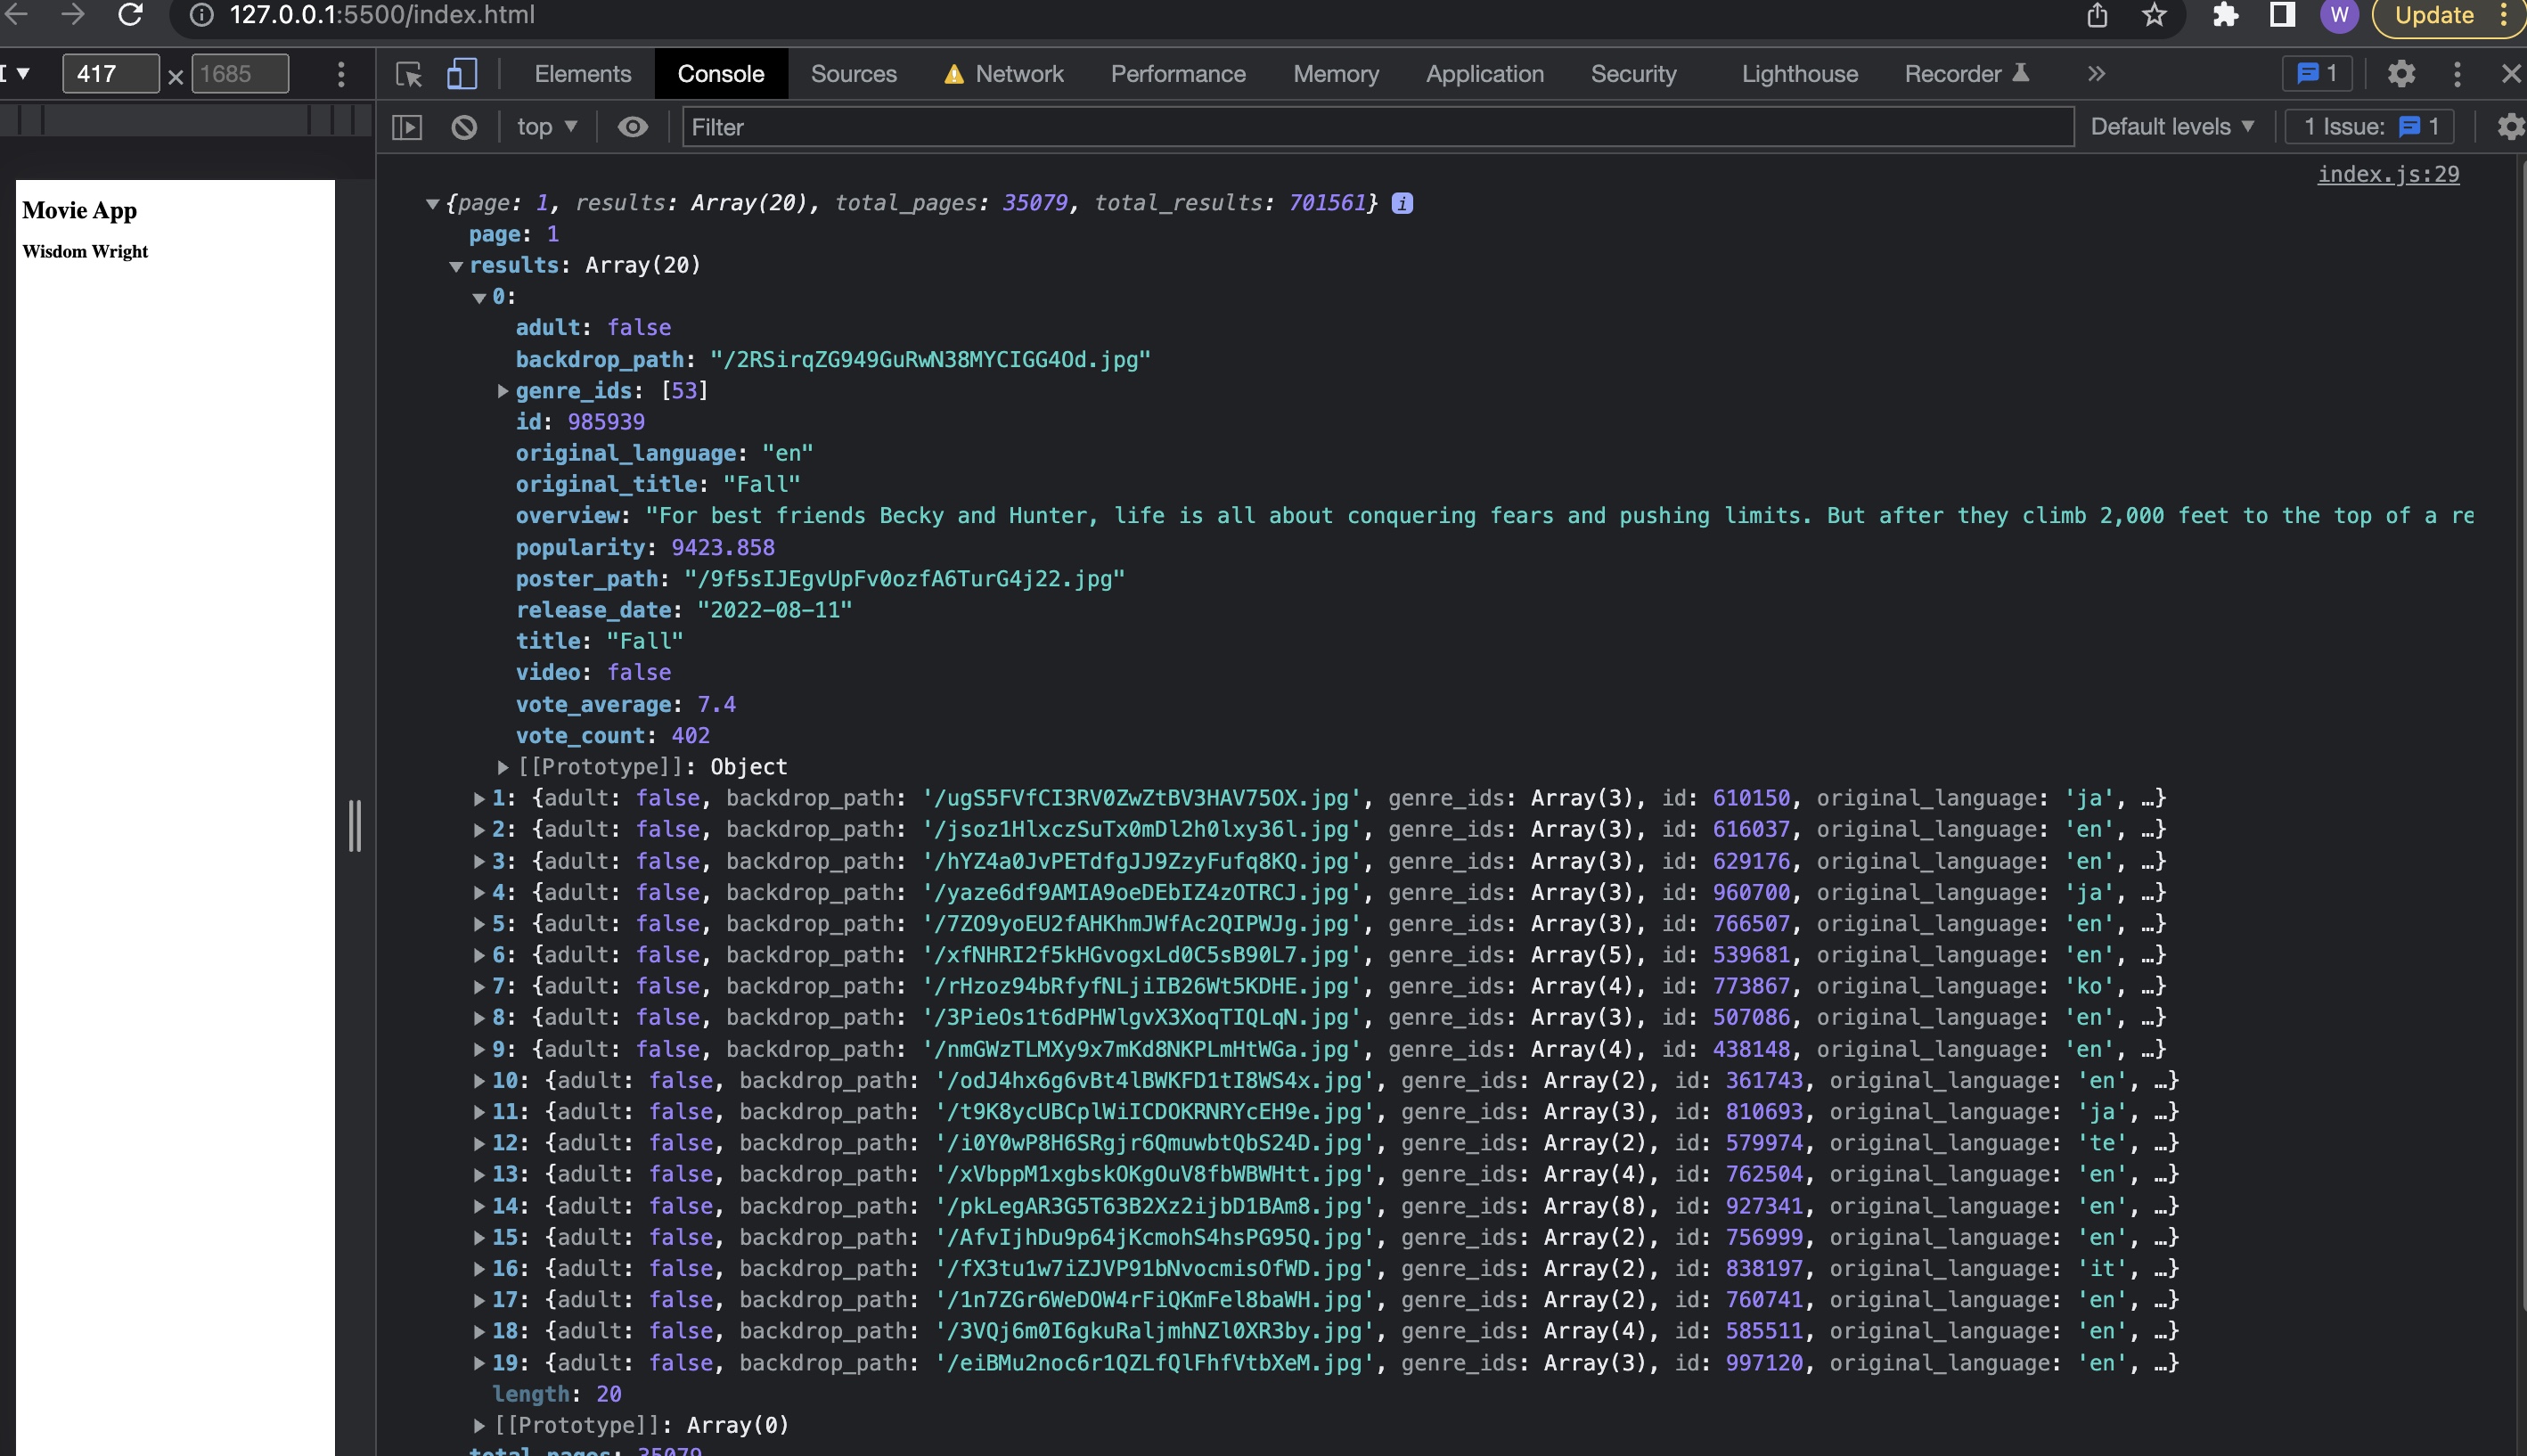 127.0.0.1:5500/index.html
W
Update
417
×
1685
Elements
Console
Sources
Network
Performance
Memory
Application
Security
Lighthouse
Recorder
»
1
top
Filter
Default levels
1 Issue:
1
index.js:29
Movie App
Wisdom Wright
{page: 1, results: Array(20), total_pages: 35079, total_results: 701561}
page: 1
results: Array(20)
0:
adult: false
backdrop_path: "/2RSirqZG949GuRwN38MYCIGG4Od.jpg"
genre_ids: [53]
id: 985939
original_language: "en"
original_title: "Fall"
overview: "For best friends Becky and Hunter, life is all about conquering fears and pushing limits. But after they climb 2,000 feet to the top of a re
popularity: 9423.858
poster_path: "/9f5sIJEgvUpFv0ozfA6TurG4j22.jpg"
release_date: "2022-08-11"
title: "Fall"
video: false
vote_average: 7.4
vote_count: 402
[[Prototype]]: Object
1: {adult: false, backdrop_path: '/ugS5FVfCI3RV0ZwZtBV3HAV75OX.jpg', genre_ids: Array(3), id: 610150, original_language: 'ja', …}
2: {adult: false, backdrop_path: '/jsoz1HlxczSuTx0mDl2h0lxy36l.jpg', genre_ids: Array(3), id: 616037, original_language: 'en', …}
3: {adult: false, backdrop_path: '/hYZ4a0JvPETdfgJJ9ZzyFufq8KQ.jpg', genre_ids: Array(3), id: 629176, original_language: 'en', …}
4: {adult: false, backdrop_path: '/yaze6df9AMIA9oeDEbIZ4zOTRCJ.jpg', genre_ids: Array(3), id: 960700, original_language: 'ja', …}
5: {adult: false, backdrop_path: '/7ZO9yoEU2fAHKhmJWfAc2QIPWJg.jpg', genre_ids: Array(3), id: 766507, original_language: 'en', …}
6: {adult: false, backdrop_path: '/xfNHRI2f5kHGvogxLd0C5sB90L7.jpg', genre_ids: Array(5), id: 539681, original_language: 'en', …}
7: {adult: false, backdrop_path: '/rHzoz94bRfyfNLjiIB26Wt5KDHE.jpg', genre_ids: Array(4), id: 773867, original_language: 'ko', …}
8: {adult: false, backdrop_path: '/3PieOs1t6dPHWlgvX3XoqTIQLqN.jpg', genre_ids: Array(3), id: 507086, original_language: 'en', …}
9: {adult: false, backdrop_path: '/nmGWzTLMXy9x7mKd8NKPLmHtWGa.jpg', genre_ids: Array(4), id: 438148, original_language: 'en', …}
10: {adult: false, backdrop_path: '/odJ4hx6g6vBt4lBWKFD1tI8WS4x.jpg', genre_ids: Array(2), id: 361743, original_language: 'en', …}
11: {adult: false, backdrop_path: '/t9K8ycUBCplWiICDOKRNRYcEH9e.jpg', genre_ids: Array(3), id: 810693, original_language: 'ja', …}
12: {adult: false, backdrop_path: '/i0Y0wP8H6SRgjr6QmuwbtQbS24D.jpg', genre_ids: Array(2), id: 579974, original_language: 'te', …}
13: {adult: false, backdrop_path: '/xVbppM1xgbskOKgOuV8fbWBWHtt.jpg', genre_ids: Array(4), id: 762504, original_language: 'en', …}
14: {adult: false, backdrop_path: '/pkLegAR3G5T63B2Xz2ijbD1BAm8.jpg', genre_ids: Array(8), id: 927341, original_language: 'en', …}
15: {adult: false, backdrop_path: '/AfvIjhDu9p64jKcmohS4hsPG95Q.jpg', genre_ids: Array(2), id: 756999, original_language: 'en', …}
16: {adult: false, backdrop_path: '/fX3tu1w7iZJVP91bNvocmisOfWD.jpg', genre_ids: Array(2), id: 838197, original_language: 'it', …}
17: {adult: false, backdrop_path: '/1n7ZGr6WeDOW4rFiQKmFel8baWH.jpg', genre_ids: Array(2), id: 760741, original_language: 'en', …}
18: {adult: false, backdrop_path: '/3VQj6m0I6gkuRaljmhNZl0XR3by.jpg', genre_ids: Array(4), id: 585511, original_language: 'en', …}
19: {adult: false, backdrop_path: '/eiBMu2noc6r1QZLfQlFhfVtbXeM.jpg', genre_ids: Array(3), id: 997120, original_language: 'en', …}
length: 20
[[Prototype]]: Array(0)
total_pages: 35079